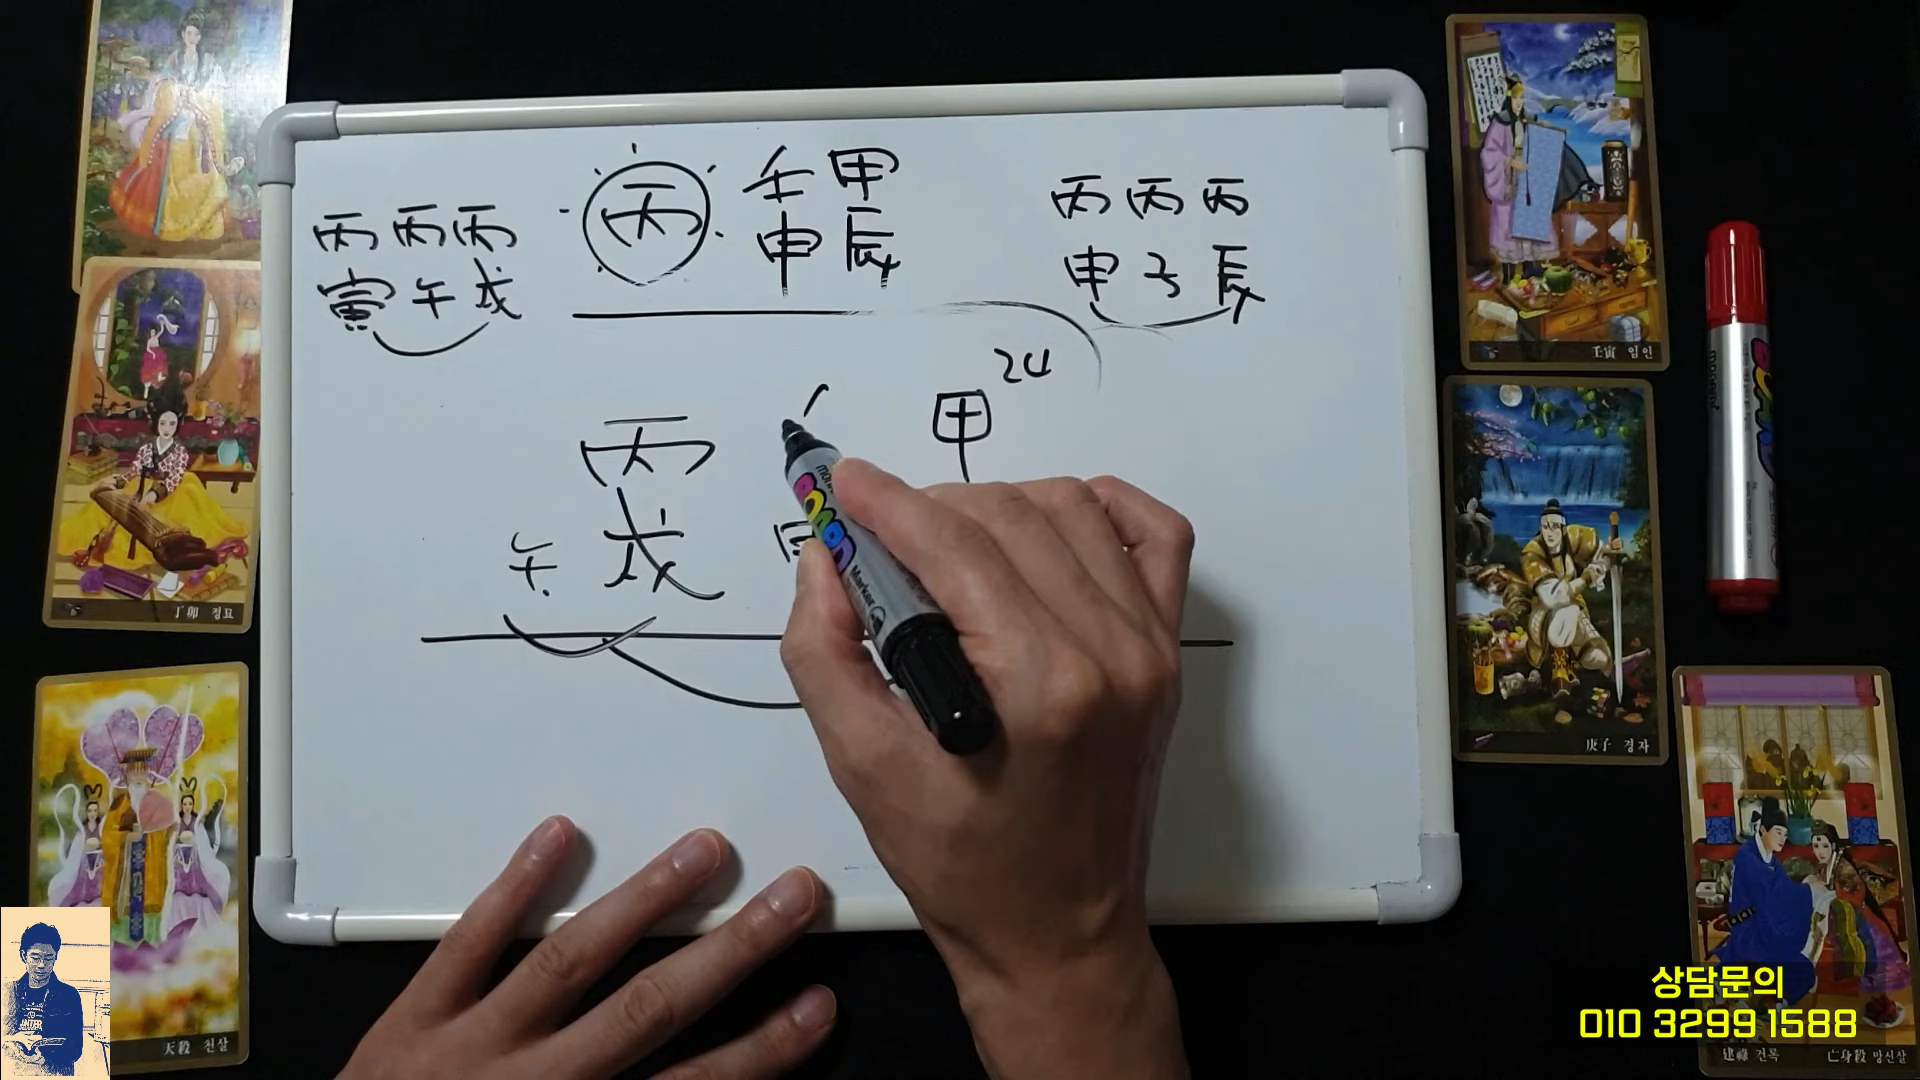 丙 丙 丙
寅 午 戌
丙 壬 甲
申 辰
丙 丙 丙
申 子 辰
甲 24
丙
午 戌
丁卯 정묘
天殺 천살
壬寅 임인
庚子 경자
建祿 건록 亡身殺 망신살
Marker
상담문의
010 3299 1588